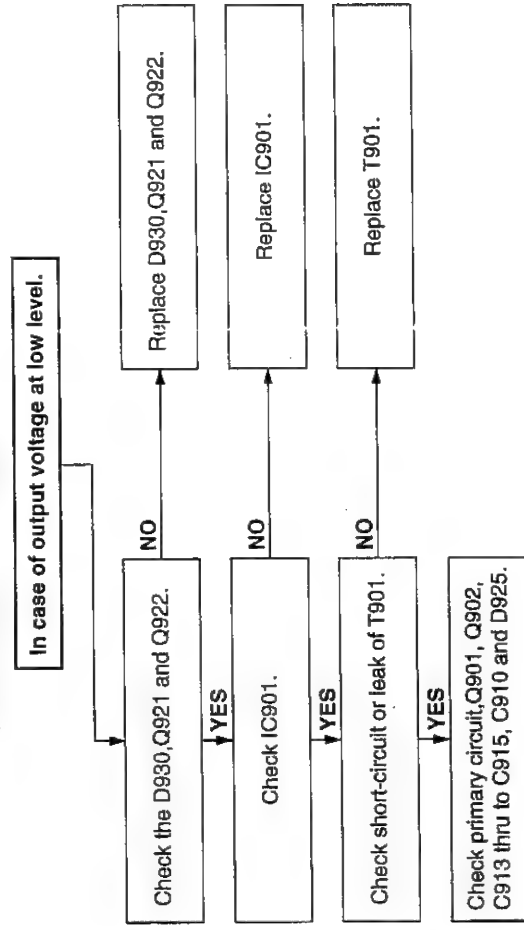 In case of output voltage at low level.
Check the D930,Q921 and Q922.
NO
Replace D930,Q921 and Q922.
YES
Check IC901.
NO
Replace IC901.
YES
Check short-circuit or leak of T901.
NO
Replace T901.
YES
Check primary circuit,Q901, Q902,
C913 thru to C915, C910 and D925.